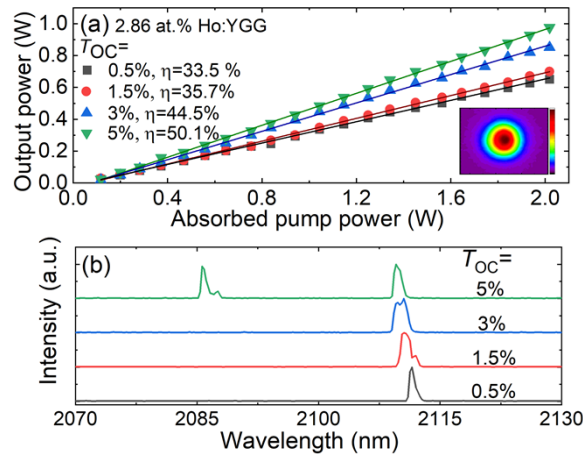 (a) 2.86 at.% Ho:YGG
T_OC=
0.5%, η=33.5 %
1.5%, η=35.7%
3%, η=44.5%
5%, η=50.1%
Output power (W)
1.0
0.8
0.6
0.4
0.2
0.0
0.0 0.4 0.8 1.2 1.6 2.0
Absorbed pump power (W)
(b)
T_OC=
5%
3%
1.5%
0.5%
Intensity (a.u.)
2070 2085 2100 2115 2130
Wavelength (nm)